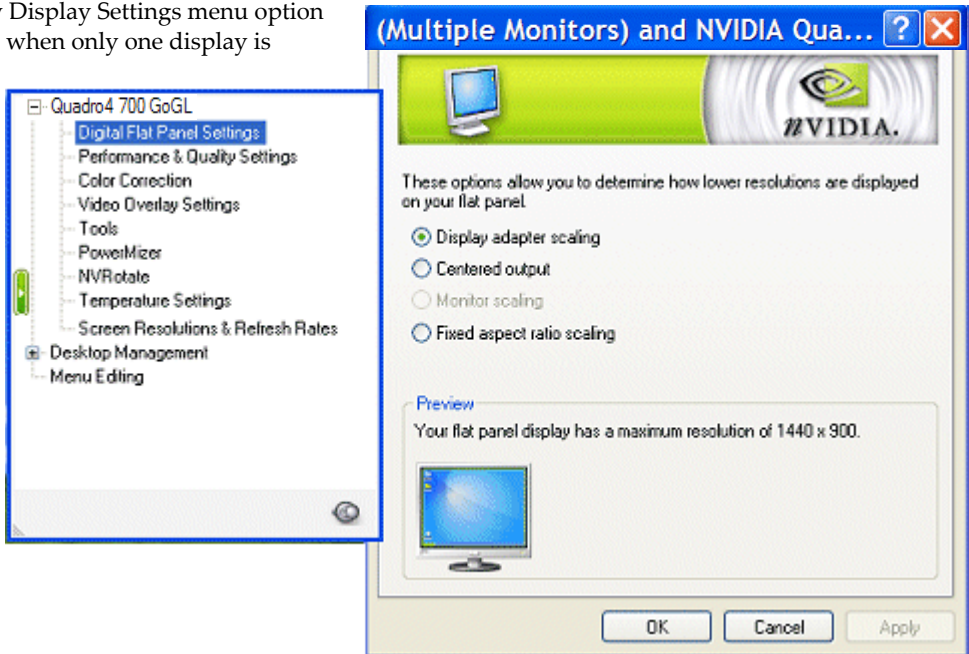 Display Settings menu option
when only one display is
(Multiple Monitors) and NVIDIA Qua...
nVIDIA.
Quadro4 700 GoGL
Digital Flat Panel Settings
Performance & Quality Settings
Color Correction
Video Overlay Settings
Tools
PowerMizer
NVRotate
Temperature Settings
Screen Resolutions & Refresh Rates
Desktop Management
Menu Editing
These options allow you to determine how lower resolutions are displayed
on your flat panel.
Display adapter scaling
Centered output
Monitor scaling
Fixed aspect ratio scaling
Preview
Your flat panel display has a maximum resolution of 1440 x 900.
OK
Cancel
Apply